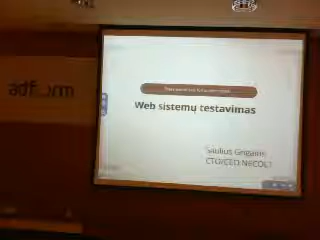 adform
Web sistemų testavimas
Saulius Grigaitis
CTO/CEO NECOLT